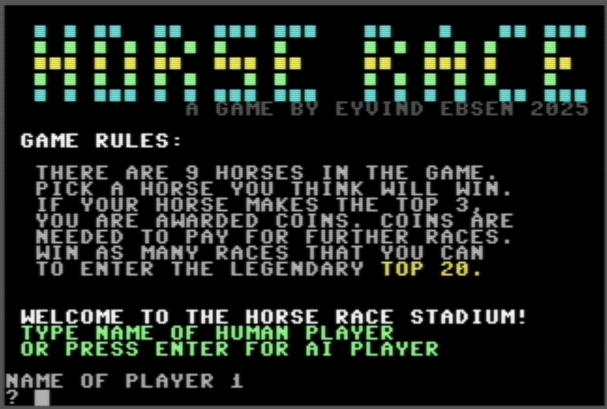 HORSE RACE
A GAME BY EYVIND EBSEN 2025
GAME RULES:
THERE ARE 9 HORSES IN THE GAME.
PICK A HORSE YOU THINK WILL WIN.
IF YOUR HORSE MAKES THE TOP 3,
YOU ARE AWARDED COINS. COINS ARE
NEEDED TO PAY FOR FURTHER RACES.
WIN AS MANY RACES THAT YOU CAN
TO ENTER THE LEGENDARY TOP 20.
WELCOME TO THE HORSE RACE STADIUM!
TYPE NAME OF HUMAN PLAYER
OR PRESS ENTER FOR AI PLAYER
NAME OF PLAYER 1
?